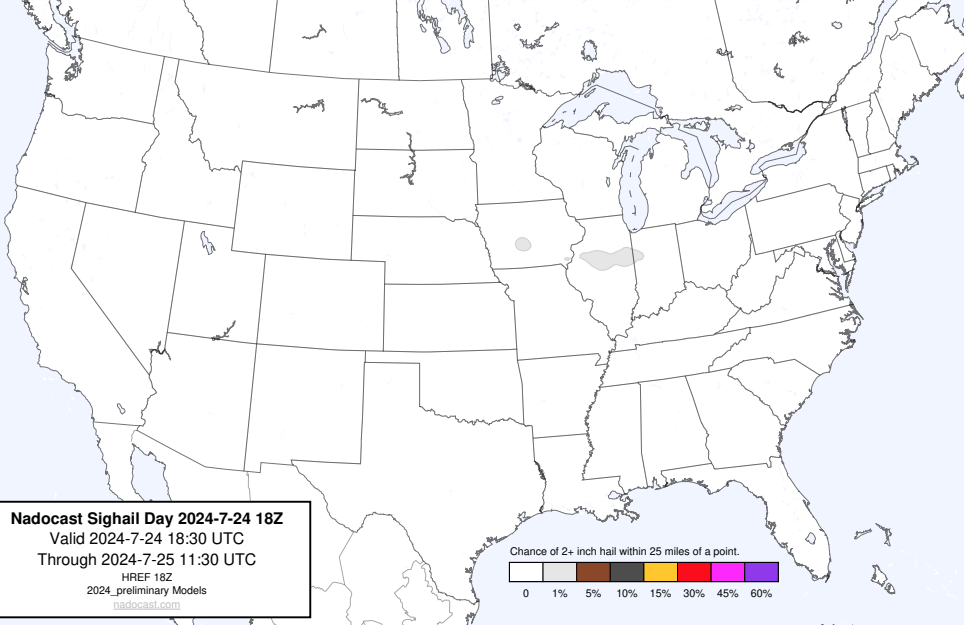 Nadocast Sighail Day 2024-7-24 18Z
Valid 2024-7-24 18:30 UTC
Through 2024-7-25 11:30 UTC
HREF 18Z
2024_preliminary Models
nadocast.com
Chance of 2+ inch hail within 25 miles of a point.
0 1% 5% 10% 15% 30% 45% 60%